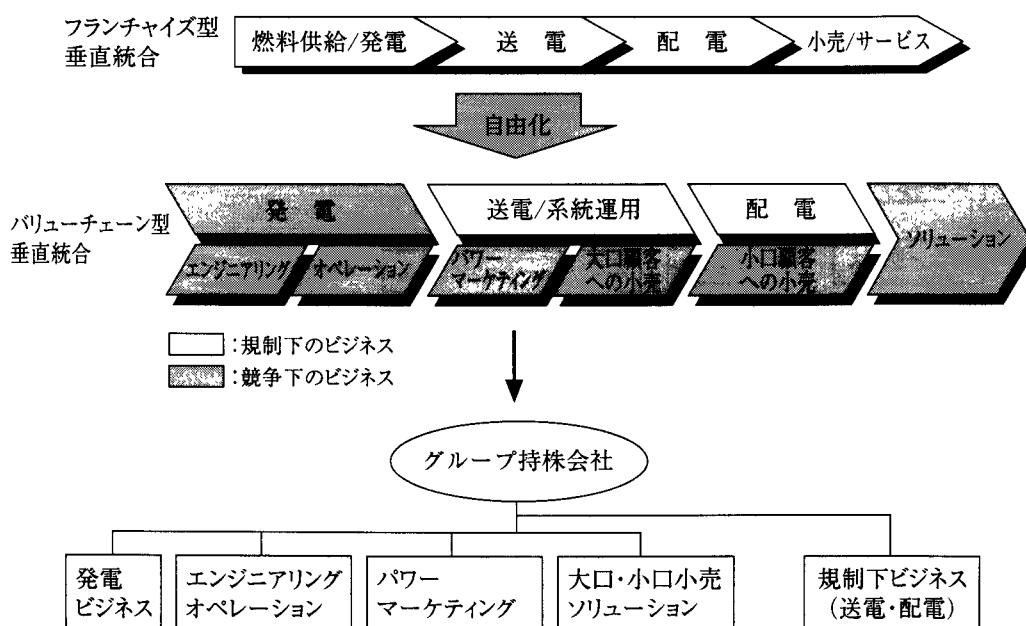 フランチャイズ型
垂直統合
燃料供給/発電
送 電
配 電
小売/サービス
自由化
バリューチェーン型
垂直統合
発 電
送電/系統運用
配 電
ソリューション
エンジニアリング
オペレーション
パワー
マーケティング
大口顧客
への小売
小口顧客
への小売
:規制下のビジネス
:競争下のビジネス
グループ持株会社
発電
ビジネス
エンジニアリング
オペレーション
パワー
マーケティング
大口・小口小売
ソリューション
規制下ビジネス
(送電・配電)